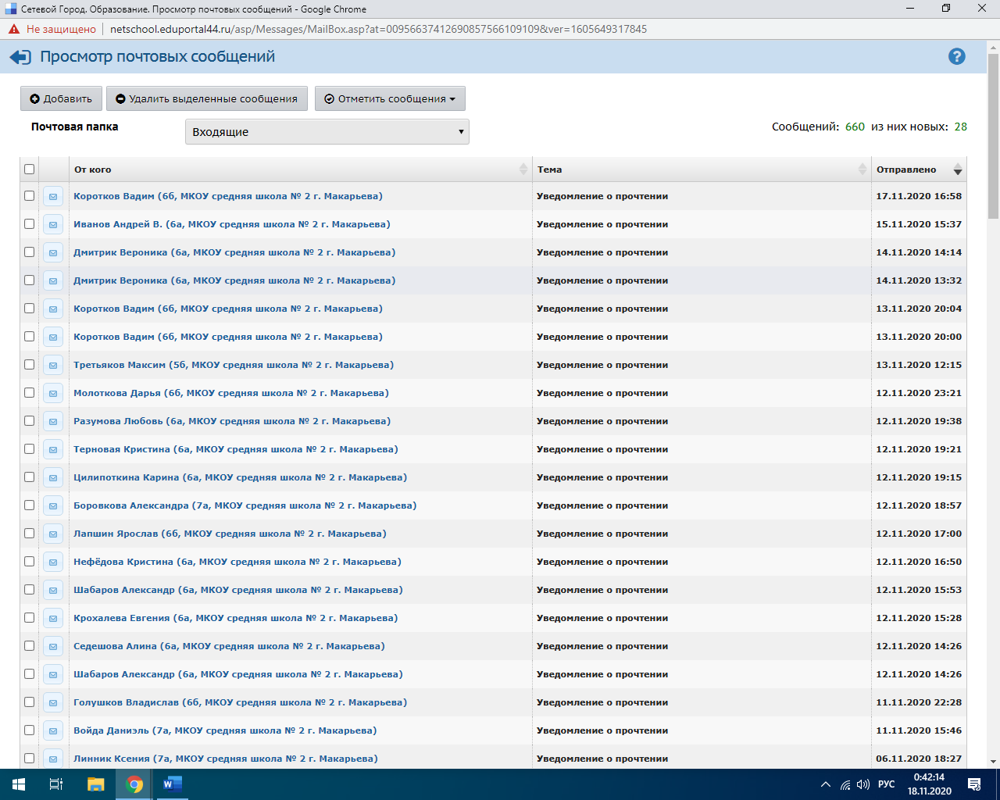 Сетевой Город. Образование. Просмотр почтовых сообщений - Google Chrome
Не защищено netschool.eduportal44.ru/asp/Messages/MailBox.asp?at=00956637412690857566109109&ver=1605649317845
Просмотр почтовых сообщений ?
Добавить Удалить выделенные сообщения Отметить сообщения
Почтовая папка Входящие Сообщений: 660 из них новых: 28
От кого Тема Отправлено
Коротков Вадим (6б, МКОУ средняя школа № 2 г. Макарьева) Уведомление о прочтении 17.11.2020 16:58
Иванов Андрей В. (6а, МКОУ средняя школа № 2 г. Макарьева) Уведомление о прочтении 15.11.2020 15:37
Дмитрик Вероника (6а, МКОУ средняя школа № 2 г. Макарьева) Уведомление о прочтении 14.11.2020 14:14
Дмитрик Вероника (6а, МКОУ средняя школа № 2 г. Макарьева) Уведомление о прочтении 14.11.2020 13:32
Коротков Вадим (6б, МКОУ средняя школа № 2 г. Макарьева) Уведомление о прочтении 13.11.2020 20:04
Коротков Вадим (6б, МКОУ средняя школа № 2 г. Макарьева) Уведомление о прочтении 13.11.2020 20:00
Третьяков Максим (5б, МКОУ средняя школа № 2 г. Макарьева) Уведомление о прочтении 13.11.2020 12:15
Молоткова Дарья (6б, МКОУ средняя школа № 2 г. Макарьева) Уведомление о прочтении 12.11.2020 23:21
Разумова Любовь (6а, МКОУ средняя школа № 2 г. Макарьева) Уведомление о прочтении 12.11.2020 19:38
Терновая Кристина (6а, МКОУ средняя школа № 2 г. Макарьева) Уведомление о прочтении 12.11.2020 19:21
Цилипоткина Карина (6а, МКОУ средняя школа № 2 г. Макарьева) Уведомление о прочтении 12.11.2020 19:15
Боровкова Александра (7а, МКОУ средняя школа № 2 г. Макарьева) Уведомление о прочтении 12.11.2020 18:57
Лапшин Ярослав (6б, МКОУ средняя школа № 2 г. Макарьева) Уведомление о прочтении 12.11.2020 17:00
Нефёдова Кристина (6а, МКОУ средняя школа № 2 г. Макарьева) Уведомление о прочтении 12.11.2020 16:50
Шабаров Александр (6а, МКОУ средняя школа № 2 г. Макарьева) Уведомление о прочтении 12.11.2020 15:53
Крохалева Евгения (6а, МКОУ средняя школа № 2 г. Макарьева) Уведомление о прочтении 12.11.2020 15:28
Седешова Алина (6а, МКОУ средняя школа № 2 г. Макарьева) Уведомление о прочтении 12.11.2020 14:26
Шабаров Александр (6а, МКОУ средняя школа № 2 г. Макарьева) Уведомление о прочтении 12.11.2020 14:26
Голушков Владислав (6б, МКОУ средняя школа № 2 г. Макарьева) Уведомление о прочтении 11.11.2020 22:28
Войда Даниэль (7а, МКОУ средняя школа № 2 г. Макарьева) Уведомление о прочтении 11.11.2020 15:46
Линник Ксения (7а, МКОУ средняя школа № 2 г. Макарьева) Уведомление о прочтении 06.11.2020 18:27
W РУС 0:42:14
18.11.2020